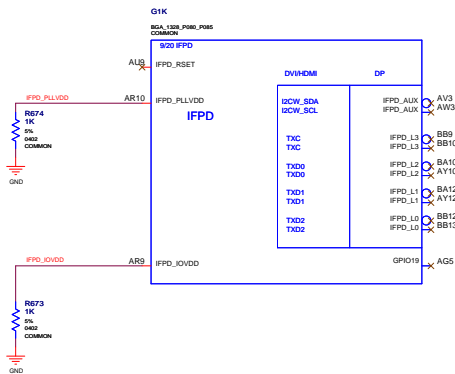 G1K
BGA_1328_P080_P085
COMMON
9/20 IFPD
AU9 IFPD_RSET
DVI/HDMI DP
IFPD_PLLVDD AR10 IFPD_PLLVDD
IFPD
I2CW_SDA IFPD_AUX AV3
I2CW_SCL IFPD_AUX AW3
R674
1K
5%
0402
COMMON
GND
TXC IFPD_L3 BB9
TXC IFPD_L3 BB10
TXD0 IFPD_L2 BA10
TXD0 IFPD_L2 AY10
TXD1 IFPD_L1 BA12
TXD1 IFPD_L1 AY12
TXD2 IFPD_L0 BB12
TXD2 IFPD_L0 BB13
IFPD_IOVDD AR9 IFPD_IOVDD
GPIO19 AG5
R673
1K
5%
0402
COMMON
GND